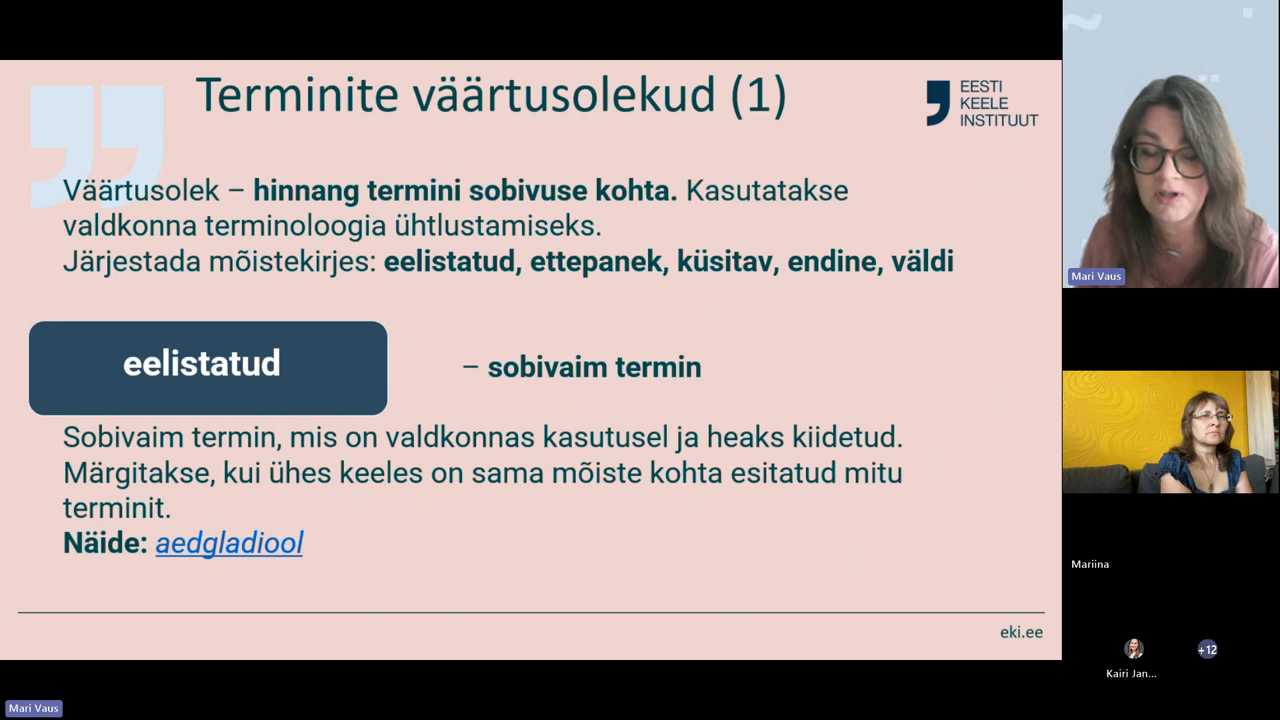 Terminite väärtusolekud (1)
EESTI
KEELE
INSTITUUT
Väärtusolek – hinnang termini sobivuse kohta. Kasutatakse
valdkonna terminoloogia ühtlustamiseks.
Järjestada mõistekirjes: eelistatud, ettepanek, küsitav, endine, väldi
eelistatud
– sobivaim termin
Sobivaim termin, mis on valdkonnas kasutusel ja heaks kiidetud.
Märgitakse, kui ühes keeles on sama mõiste kohta esitatud mitu
terminit.
Näide: aedgladiool
eki.ee
Mari Vaus
Mari Vaus
Mariina
+12
Kairi Jan...